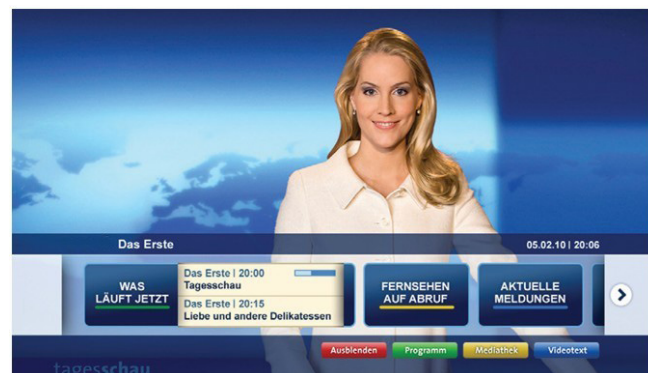 Das Erste
05.02.10 | 20:06
WAS
LÄUFT JETZT
Das Erste | 20:00
Tagesschau
Das Erste | 20:15
Liebe und andere Delikatessen
FERNSEHEN
AUF ABRUF
AKTUELLE
MELDUNGEN
Ausblenden
Programm
Mediathek
Videotext
tagesschau